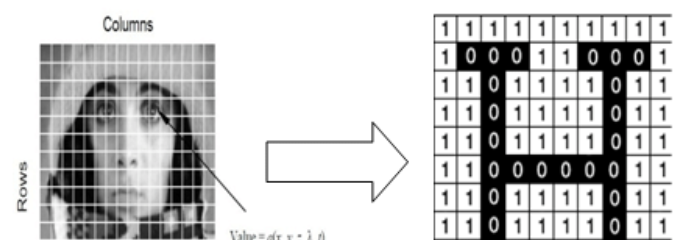 Columns
Rows
Value = a(x, y, z, λ, t)
1 1 1 1 1 1 1 1 1 1
1 0 0 0 1 1 0 0 0 1
1 1 0 1 1 1 1 0 1 1
1 1 0 1 1 1 1 0 1 1
1 1 0 1 1 1 1 0 1 1
1 1 0 0 0 0 0 0 1 1
1 1 0 1 1 1 1 0 1 1
1 1 0 1 1 1 1 0 1 1